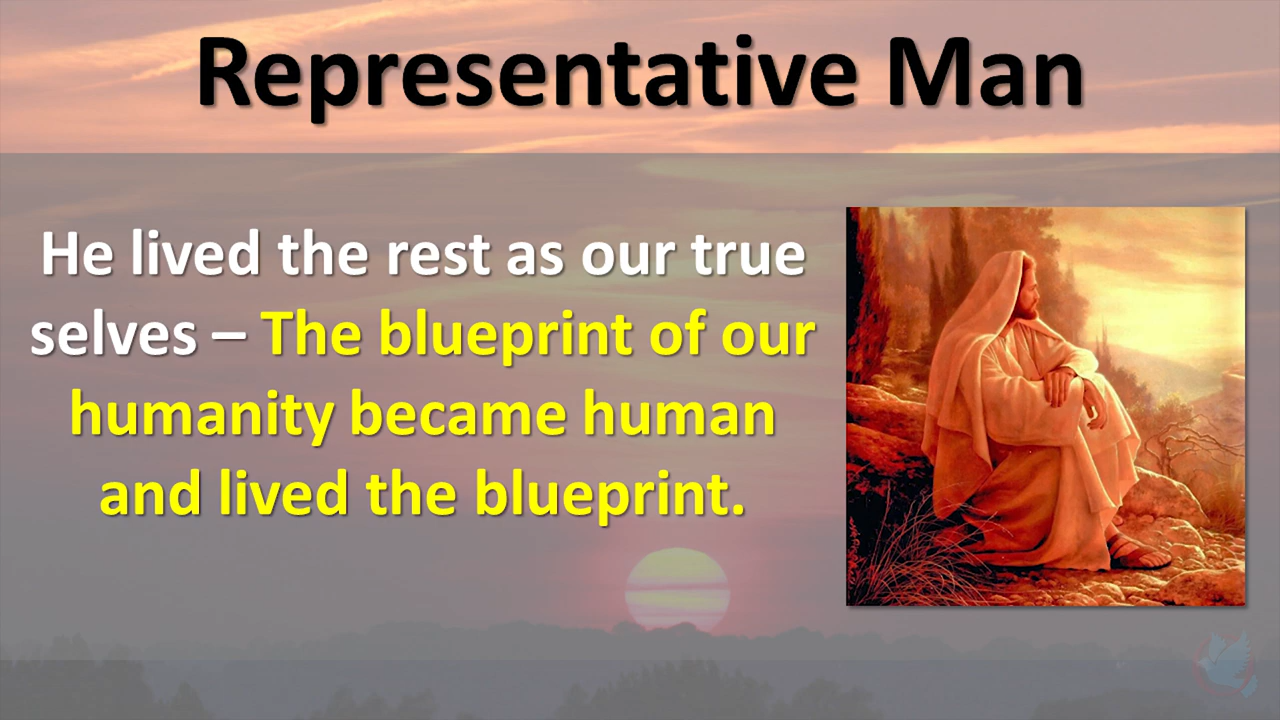 Representative Man
He lived the rest as our true
selves – The blueprint of our
humanity became human
and lived the blueprint.